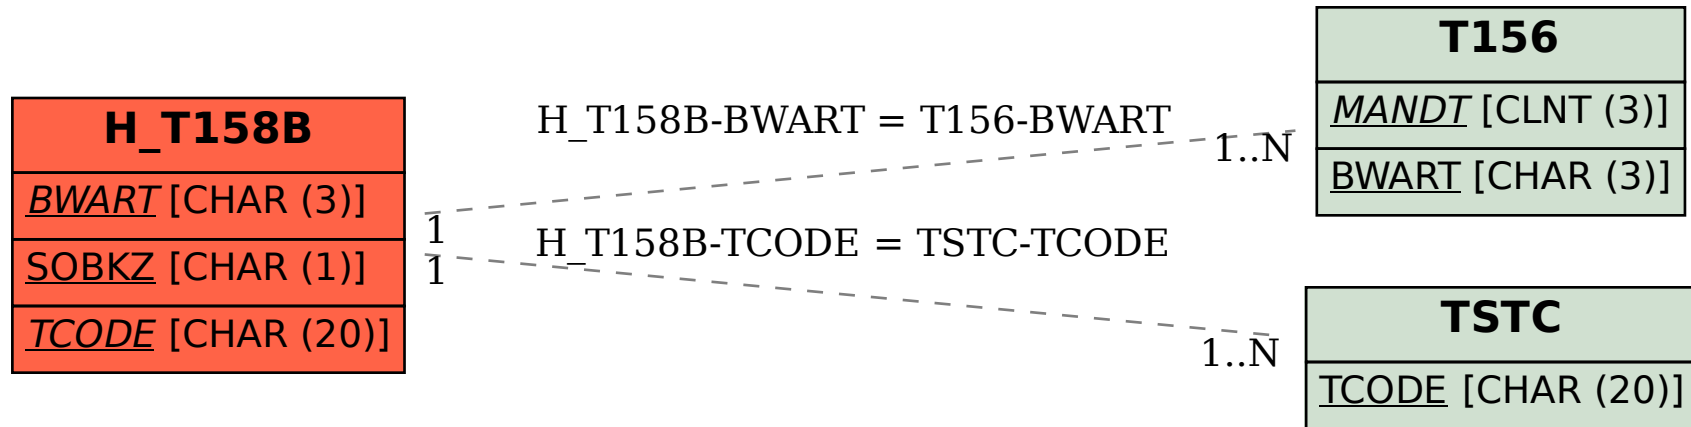 H_T158B
BWART [CHAR (3)]
SOBKZ [CHAR (1)]
TCODE [CHAR (20)]
H_T158B-BWART = T156-BWART
1
1..N
H_T158B-TCODE = TSTC-TCODE
1
1..N
T156
MANDT [CLNT (3)]
BWART [CHAR (3)]
TSTC
TCODE [CHAR (20)]